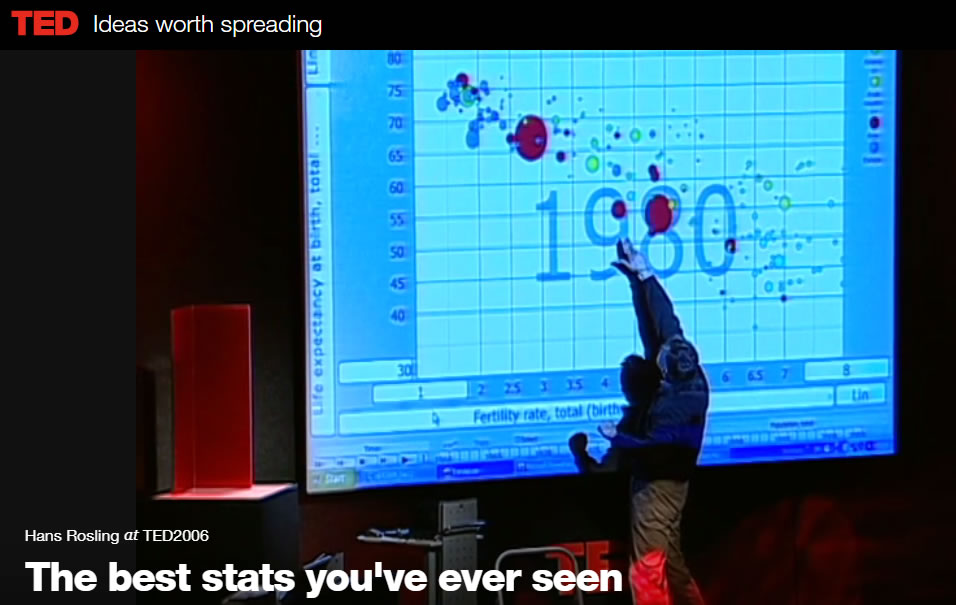 TED Ideas worth spreading
Lin
80
75
70
65
60
55
50
45
40
30
Life expectancy at birth, total ...
1980
1 2 2.5 3 3.5 4 6 6.5 7 8
Fertility rate, total (birth
Lin
Start
TE
Hans Rosling at TED2006
The best stats you've ever seen